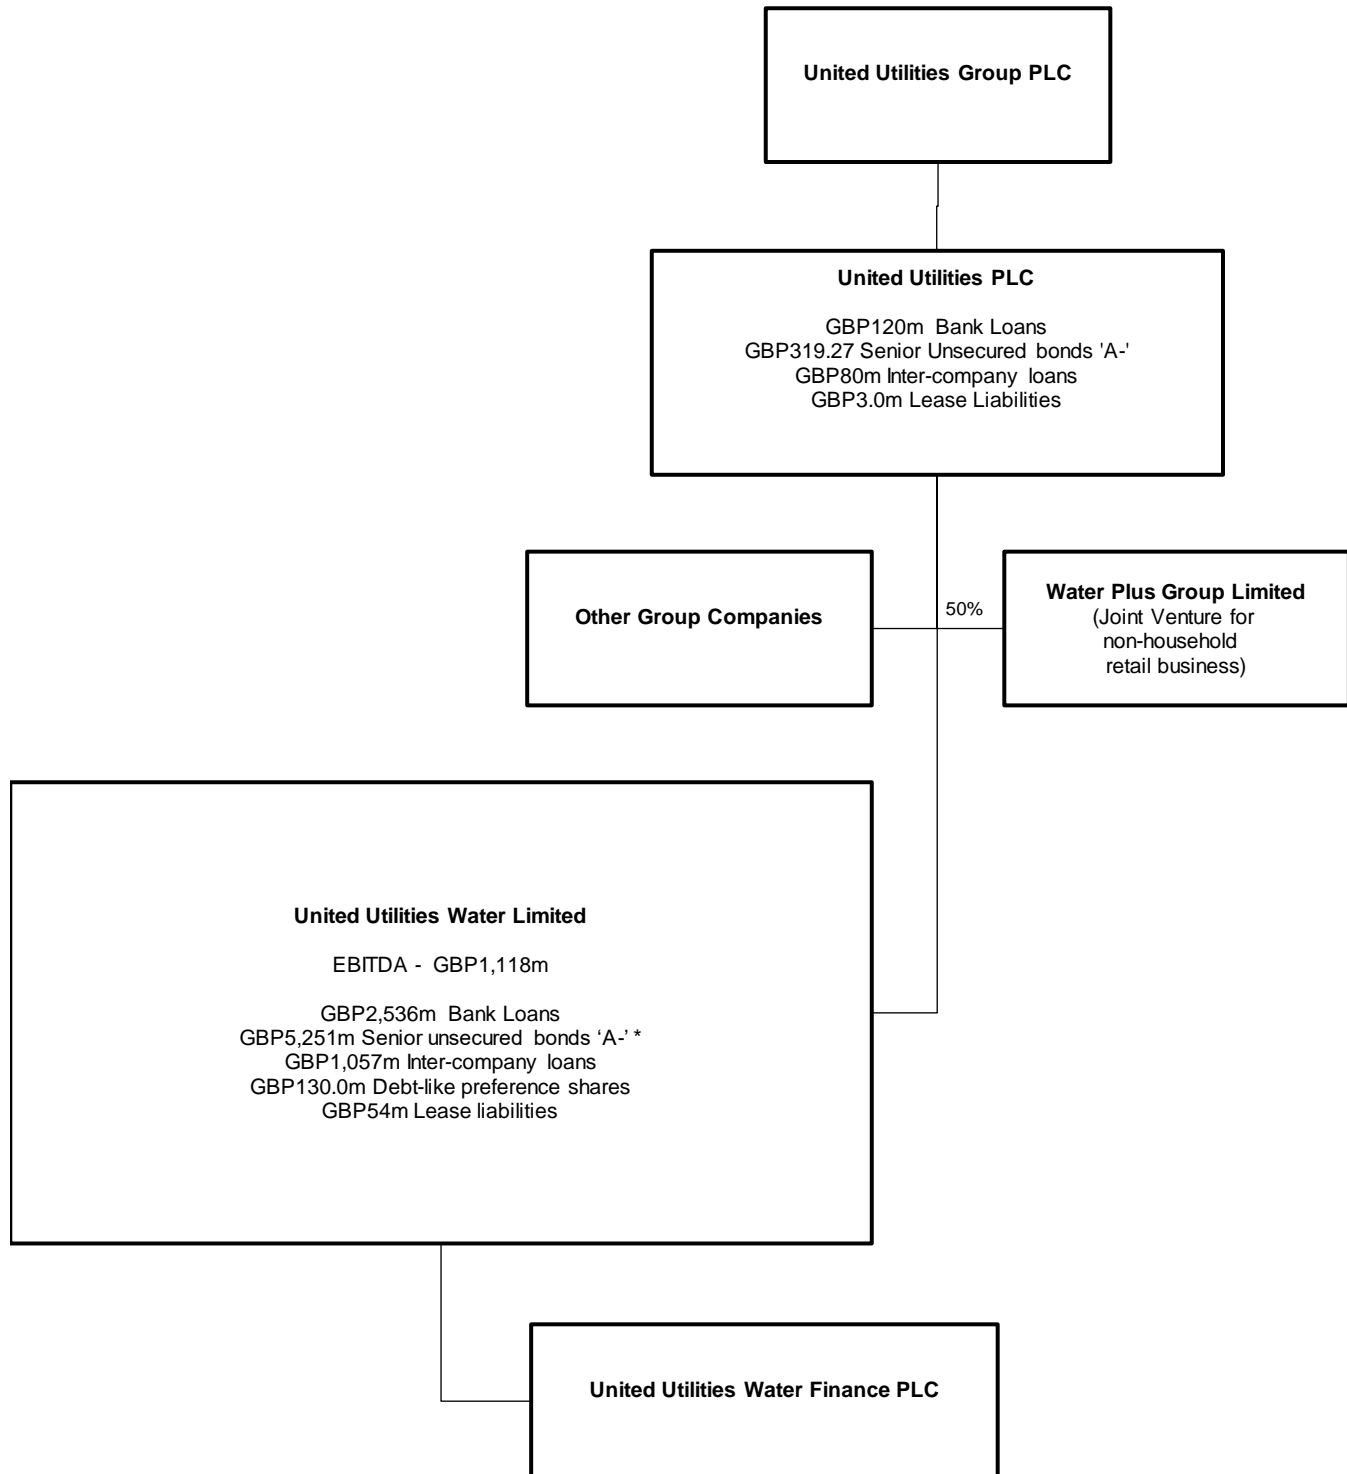 United Utilities Group PLC
United Utilities PLC
GBP120m Bank Loans
GBP319.27 Senior Unsecured bonds 'A-'
GBP80m Inter-company loans
GBP3.0m Lease Liabilities
Other Group Companies
50%
Water Plus Group Limited
(Joint Venture for
non-household
retail business)
United Utilities Water Limited
EBITDA - GBP1,118m
GBP2,536m Bank Loans
GBP5,251m Senior unsecured bonds ‘A-’ *
GBP1,057m Inter-company loans
GBP130.0m Debt-like preference shares
GBP54m Lease liabilities
United Utilities Water Finance PLC